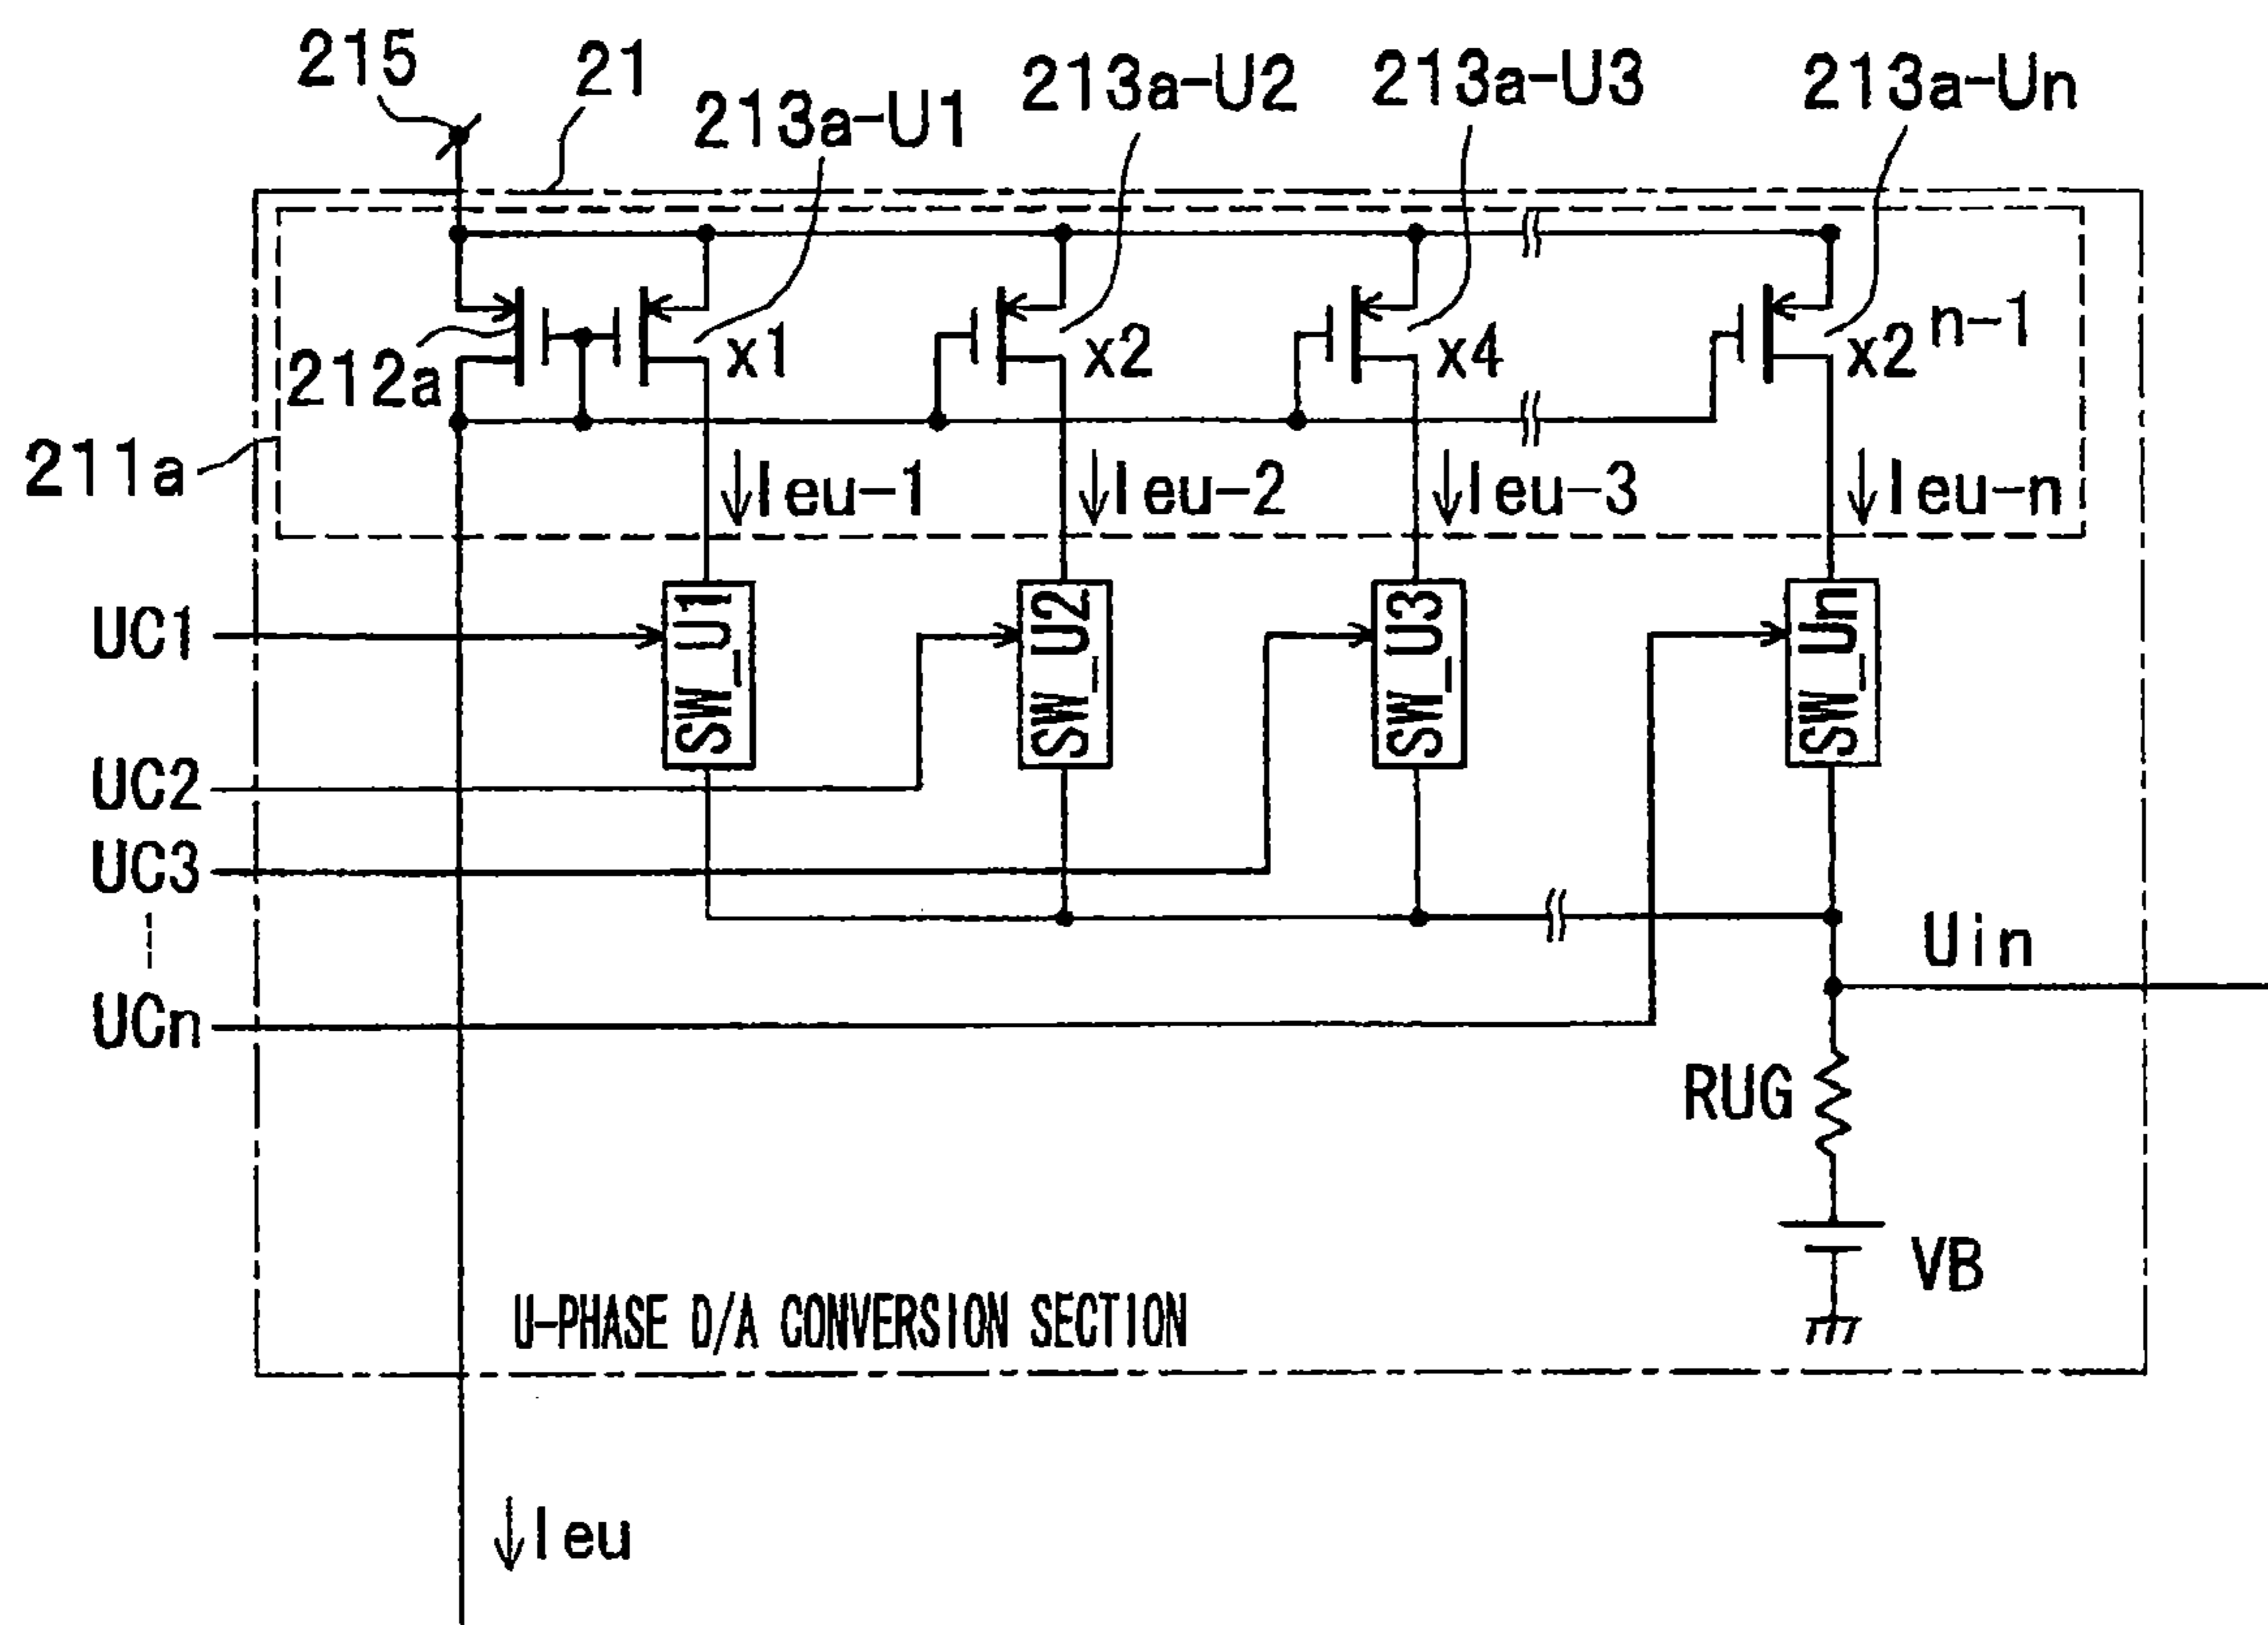 215
21
213a-U1
213a-U2
213a-U3
213a-Un
212a
x1
x2
x4
x2^n-1
211a
Ieu-1
Ieu-2
Ieu-3
Ieu-n
UC1
SW_U1
SW_U2
SW_U3
SW_Un
UC2
UC3
UCn
Uin
RUG
VB
U-PHASE D/A CONVERSION SECTION
Ieu